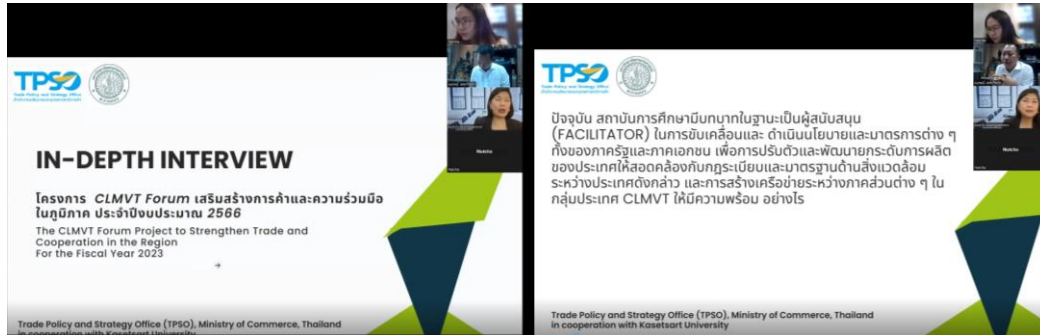 TPSO
Trade Policy and Strategy Office
IN-DEPTH INTERVIEW
โครงการ CLMVT Forum เสริมสร้างการค้าและความร่วมมือ
ในภูมิภาค ประจำปีงบประมาณ 2566
The CLMVT Forum Project to Strengthen Trade and
Cooperation in the Region
For the Fiscal Year 2023
Trade Policy and Strategy Office (TPSO), Ministry of Commerce, Thailand
in cooperation with Kasetsart University
Natcha
TPSO
Trade Policy and Strategy Office
ปัจจุบัน สถาบันการศึกษามีบทบาทในฐานะเป็นผู้สนับสนุน
(FACILITATOR) ในการขับเคลื่อนและ ดำเนินนโยบายและมาตรการต่าง ๆ
ทั้งของภาครัฐและภาคเอกชน เพื่อการปรับตัวและพัฒนายกระดับการผลิต
ของประเทศให้สอดคล้องกับกฎระเบียบและมาตรฐานด้านสิ่งแวดล้อม
ระหว่างประเทศดังกล่าว และการสร้างเครือข่ายระหว่างภาคส่วนต่าง ๆ ใน
กลุ่มประเทศ CLMVT ให้มีความพร้อม อย่างไร
Trade Policy and Strategy Office (TPSO), Ministry of Commerce, Thailand
in cooperation with Kasetsart University
Natcha